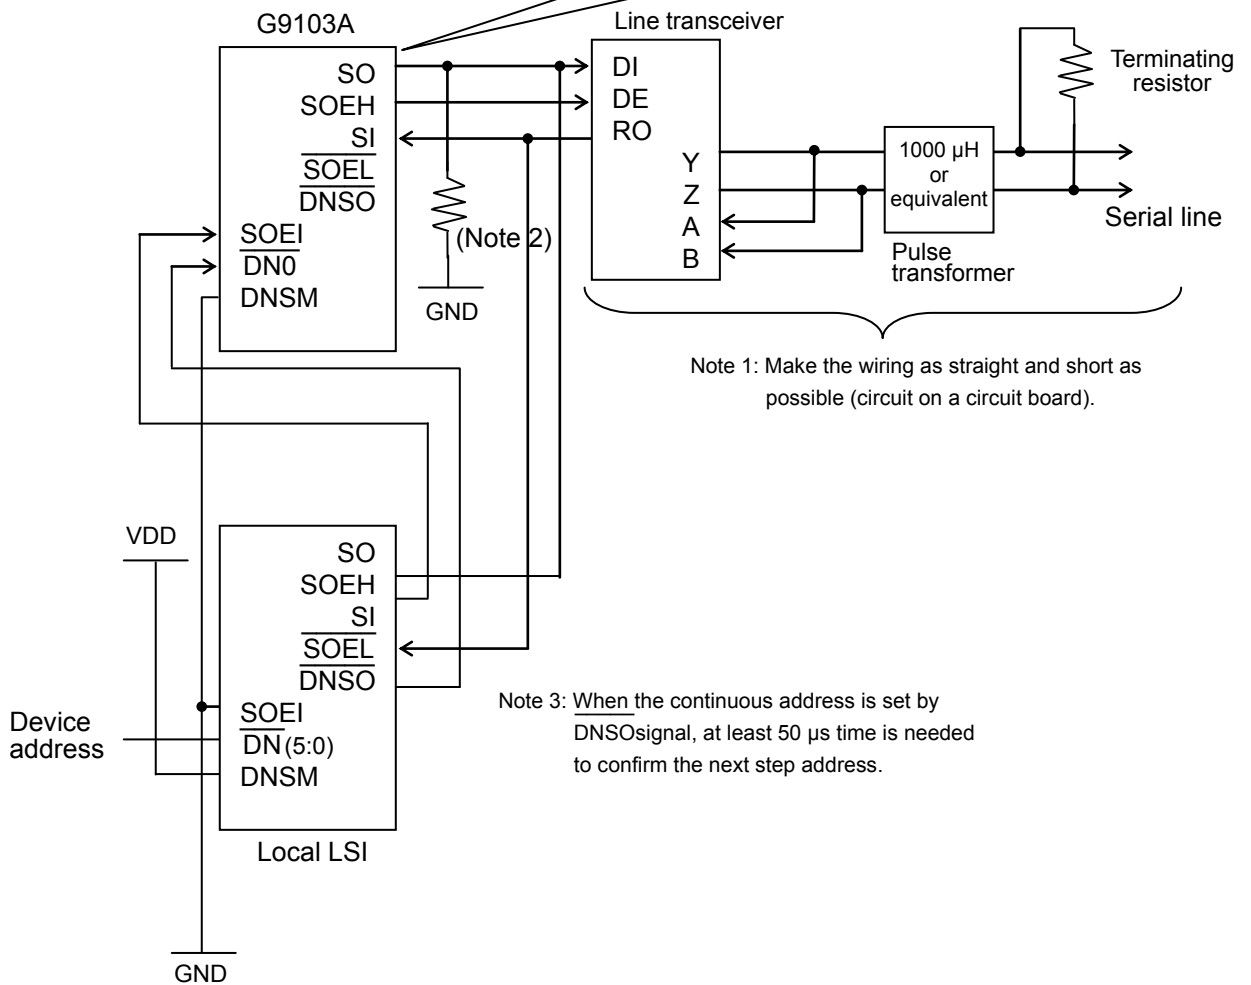 G9103A
SO
SOEH
SI
SOEL
DNSO
SOEI
DN0
DNSM
(Note 2)
GND
Line transceiver
DI
DE
RO
Y
Z
A
B
1000 µH
or
equivalent
Pulse
transformer
Terminating
resistor
Serial line
Note 1: Make the wiring as straight and short as
possible (circuit on a circuit board).
VDD
SO
SOEH
SI
SOEL
DNSO
SOEI
DN(5:0)
DNSM
Device
address
Local LSI
GND
Note 3: When the continuous address is set by
DNSOsignal, at least 50 µs time is needed
to confirm the next step address.